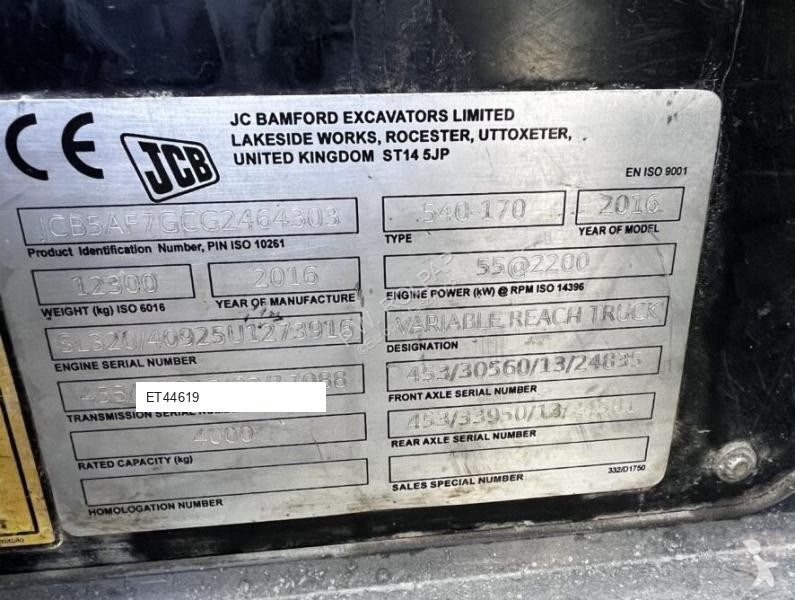 CE
JCB
JC BAMFORD EXCAVATORS LIMITED
LAKESIDE WORKS, ROCESTER, UTTOXETER,
UNITED KINGDOM ST14 5JP
EN ISO 9001
JCB5AF7GCG2464303
Product Identification Number, PIN ISO 10261
540-170
TYPE
2016
YEAR OF MODEL
12300
WEIGHT (kg) ISO 6016
2016
YEAR OF MANUFACTURE
55@2200
ENGINE POWER (kW) @ RPM ISO 14396
SL320/40925U1273916
ENGINE SERIAL NUMBER
VARIABLE REACH TRUCK
DESIGNATION
ET44619
TRANSMISSION SERIAL
453/30560/13/24835
FRONT AXLE SERIAL NUMBER
4000
RATED CAPACITY (kg)
REAR AXLE SERIAL NUMBER
HOMOLOGATION NUMBER
SALES SPECIAL NUMBER
332/D1750